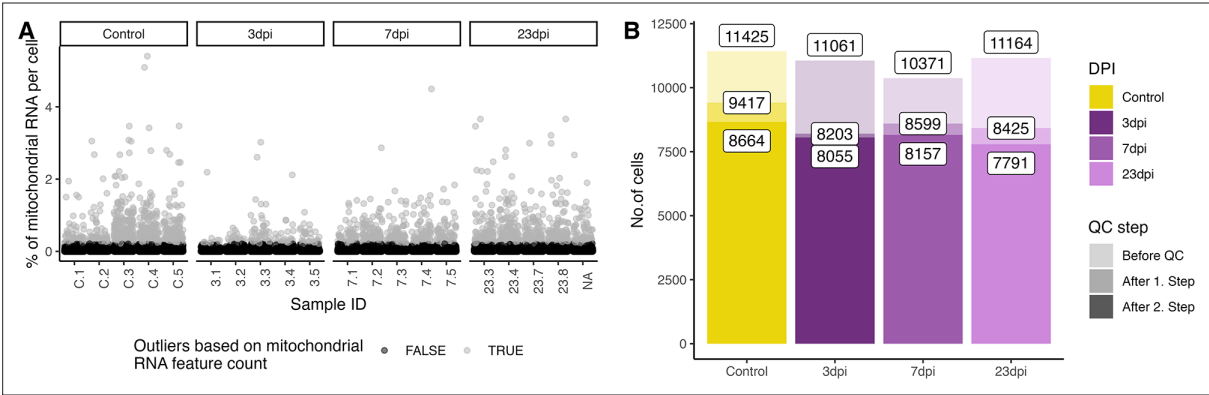 A
Control
3dpi
7dpi
23dpi
% of mitochondrial RNA per cell
4
2
0
C.1
C.2
C.3
C.4
C.5
3.1
3.2
3.3
3.4
3.5
7.1
7.2
7.3
7.4
7.5
23.3
23.4
23.7
23.8
NA
Sample ID
Outliers based on mitochondrial
RNA feature count
FALSE
TRUE
B
No.of cells
12500
10000
7500
5000
2500
0
11425
9417
8664
11061
8203
8055
10371
8599
8157
11164
8425
7791
Control
3dpi
7dpi
23dpi
DPI
Control
3dpi
7dpi
23dpi
QC step
Before QC
After 1. Step
After 2. Step